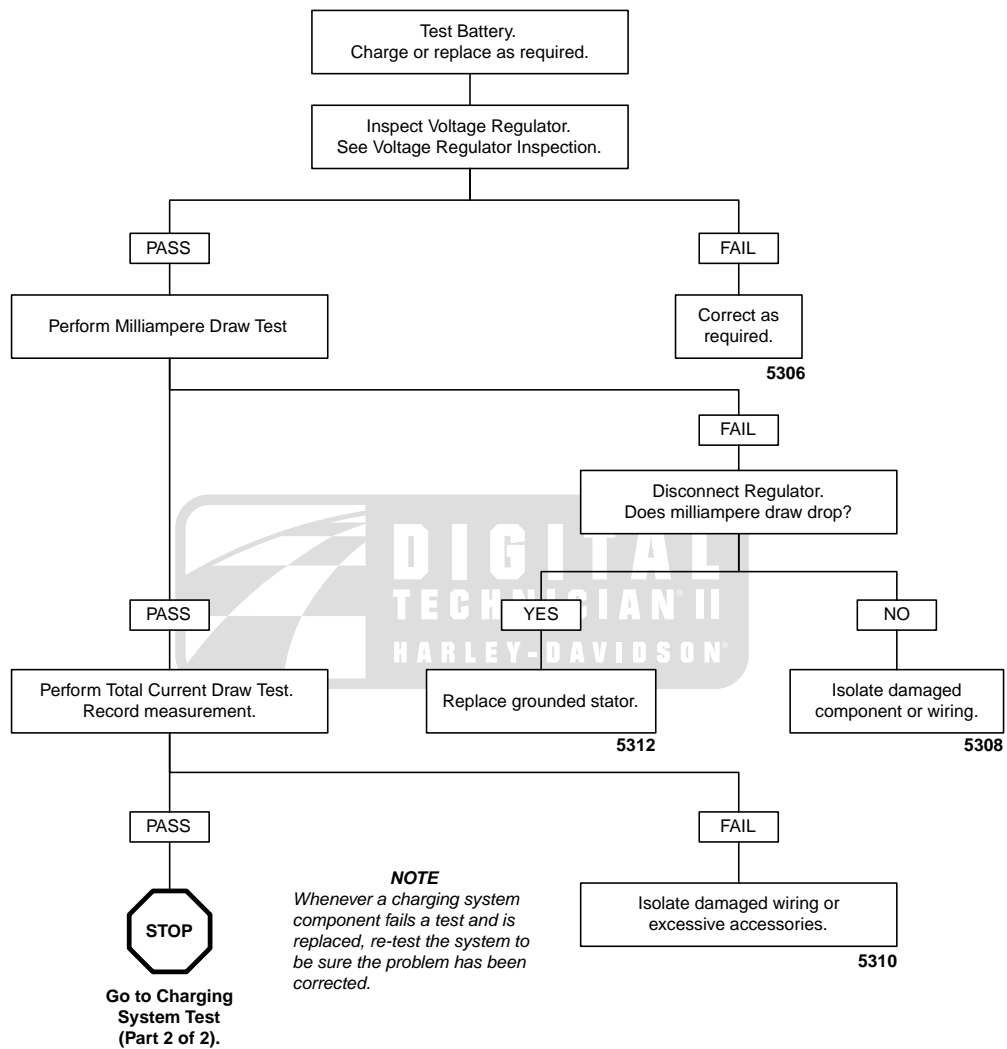 Test Battery.
Charge or replace as required.
Inspect Voltage Regulator.
See Voltage Regulator Inspection.
PASS
FAIL
Perform Milliampere Draw Test
Correct as
required.
5306
FAIL
Disconnect Regulator.
Does milliampere draw drop?
DIGITAL
TECHNICIAN® II
HARLEY-DAVIDSON®
PASS
YES
NO
Perform Total Current Draw Test.
Record measurement.
Replace grounded stator.
5312
Isolate damaged
component or wiring.
5308
PASS
FAIL
STOP
Go to Charging
System Test
(Part 2 of 2).
NOTE
Whenever a charging system
component fails a test and is
replaced, re-test the system to
be sure the problem has been
corrected.
Isolate damaged wiring or
excessive accessories.
5310